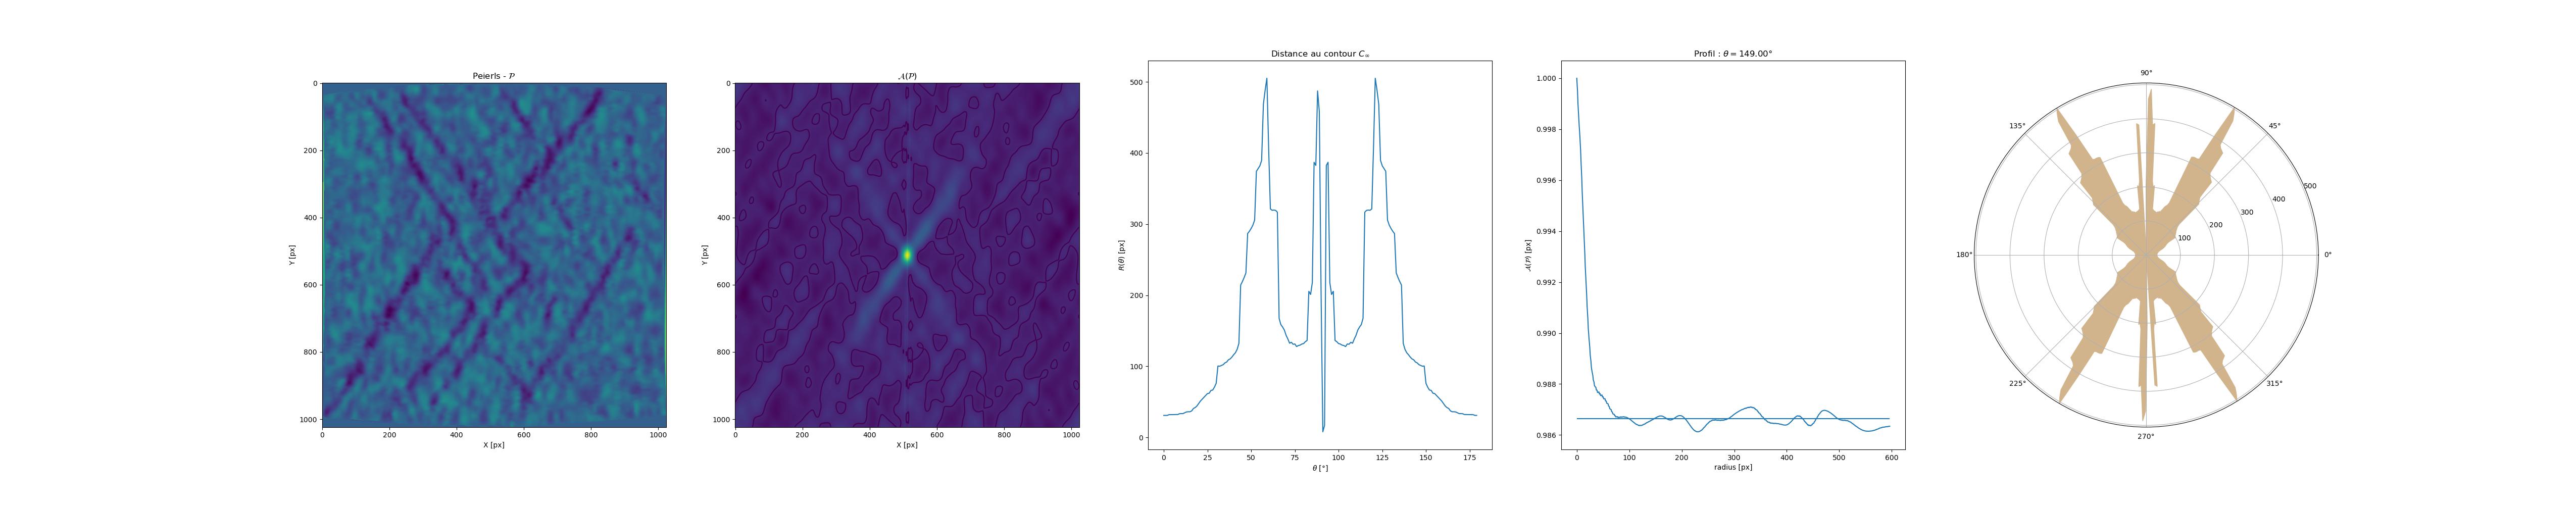 Peierls - 𝒫
0
200
400
600
800
1000
Y [px]
0 200 400 600 800 1000
X [px]
𝒜(𝒫)
0
200
400
600
800
1000
Y [px]
0 200 400 600 800 1000
X [px]
Distance au contour C∞
500
400
300
200
100
0
R(θ) [px]
0 25 50 75 100 125 150 175
θ [°]
Profil : θ = 149.00°
1.000
0.998
0.996
0.994
0.992
0.990
0.988
0.986
𝒜(𝒫) [px]
0 100 200 300 400 500 600
radius [px]
90°
135° 45°
500
400
300
200
100
180° 0°
225° 315°
270°